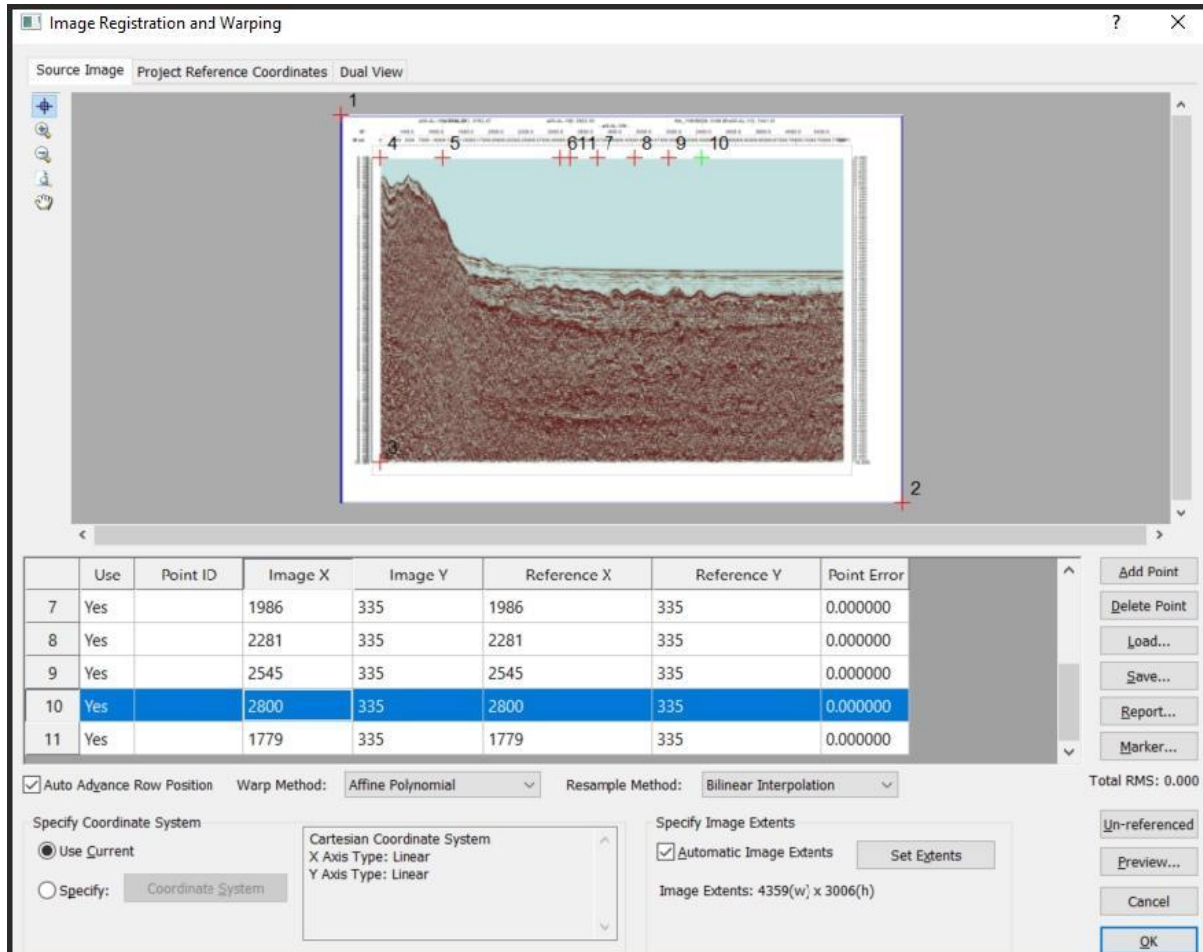 Image Registration and Warping ? X
Source Image Project Reference Coordinates Dual View
1
4 5 6 11 7 8 9 10
3
2
Use Point ID Image X Image Y Reference X Reference Y Point Error
7 Yes 1986 335 1986 335 0.000000
8 Yes 2281 335 2281 335 0.000000
9 Yes 2545 335 2545 335 0.000000
10 Yes 2800 335 2800 335 0.000000
11 Yes 1779 335 1779 335 0.000000
Add Point
Delete Point
Load...
Save...
Report...
Marker...
Auto Advance Row Position Warp Method: Affine Polynomial Resample Method: Bilinear Interpolation Total RMS: 0.000
Specify Coordinate System
Use Current
Specify: Coordinate System
Cartesian Coordinate System
X Axis Type: Linear
Y Axis Type: Linear
Specify Image Extents
Automatic Image Extents Set Extents
Image Extents: 4359(w) x 3006(h)
Un-referenced
Preview...
Cancel
OK